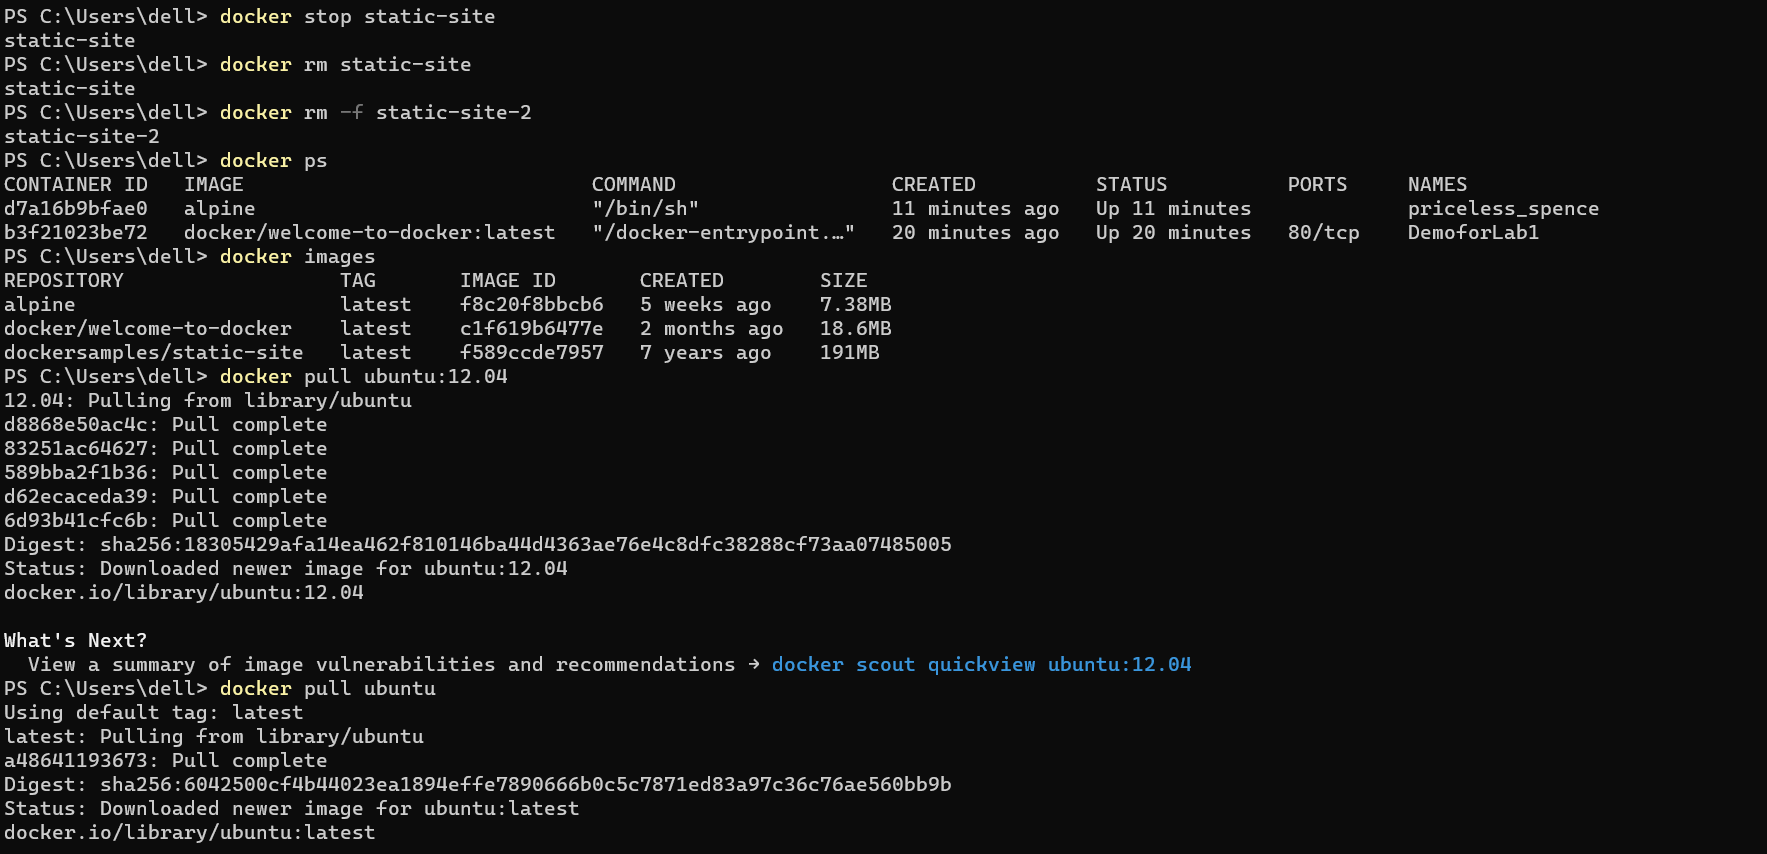 PS C:\Users\dell> docker stop static-site
static-site
PS C:\Users\dell> docker rm static-site
static-site
PS C:\Users\dell> docker rm -f static-site-2
static-site-2
PS C:\Users\dell> docker ps
CONTAINER ID   IMAGE                             COMMAND                  CREATED          STATUS          PORTS     NAMES
d7a16b9bfae0   alpine                            "/bin/sh"                11 minutes ago   Up 11 minutes             priceless_spence
b3f21023be72   docker/welcome-to-docker:latest   "/docker-entrypoint.…"   20 minutes ago   Up 20 minutes   80/tcp    DemoforLab1
PS C:\Users\dell> docker images
REPOSITORY                  TAG       IMAGE ID       CREATED        SIZE
alpine                      latest    f8c20f8bbcb6   5 weeks ago    7.38MB
docker/welcome-to-docker    latest    c1f619b6477e   2 months ago   18.6MB
dockersamples/static-site   latest    f589ccde7957   7 years ago    191MB
PS C:\Users\dell> docker pull ubuntu:12.04
12.04: Pulling from library/ubuntu
d8868e50ac4c: Pull complete
83251ac64627: Pull complete
589bba2f1b36: Pull complete
d62ecaceda39: Pull complete
6d93b41cfc6b: Pull complete
Digest: sha256:18305429afa14ea462f810146ba44d4363ae76e4c8dfc38288cf73aa07485005
Status: Downloaded newer image for ubuntu:12.04
docker.io/library/ubuntu:12.04
What's Next?
  View a summary of image vulnerabilities and recommendations → docker scout quickview ubuntu:12.04
PS C:\Users\dell> docker pull ubuntu
Using default tag: latest
latest: Pulling from library/ubuntu
a48641193673: Pull complete
Digest: sha256:6042500cf4b44023ea1894effe7890666b0c5c7871ed83a97c36c76ae560bb9b
Status: Downloaded newer image for ubuntu:latest
docker.io/library/ubuntu:latest